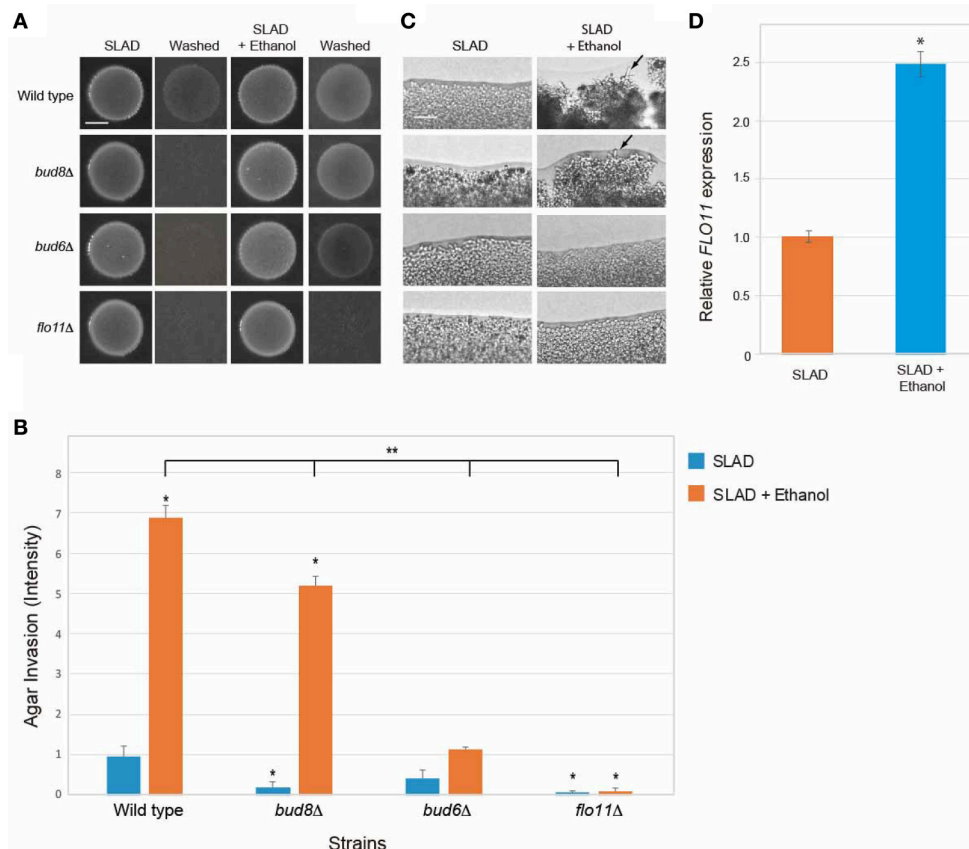 A
SLAD
Washed
SLAD
+ Ethanol
Washed
Wild type
bud8Δ
bud6Δ
flo11Δ
C
SLAD
SLAD
+ Ethanol
D
Relative FLO11 expression
2.5
2.0
1.5
1.0
0.5
0
*
SLAD
SLAD +
Ethanol
B
Agar Invasion (Intensity)
8
7
6
5
4
3
2
1
0
**
*
*
*
*
*
Wild type
bud8Δ
bud6Δ
flo11Δ
Strains
SLAD
SLAD + Ethanol